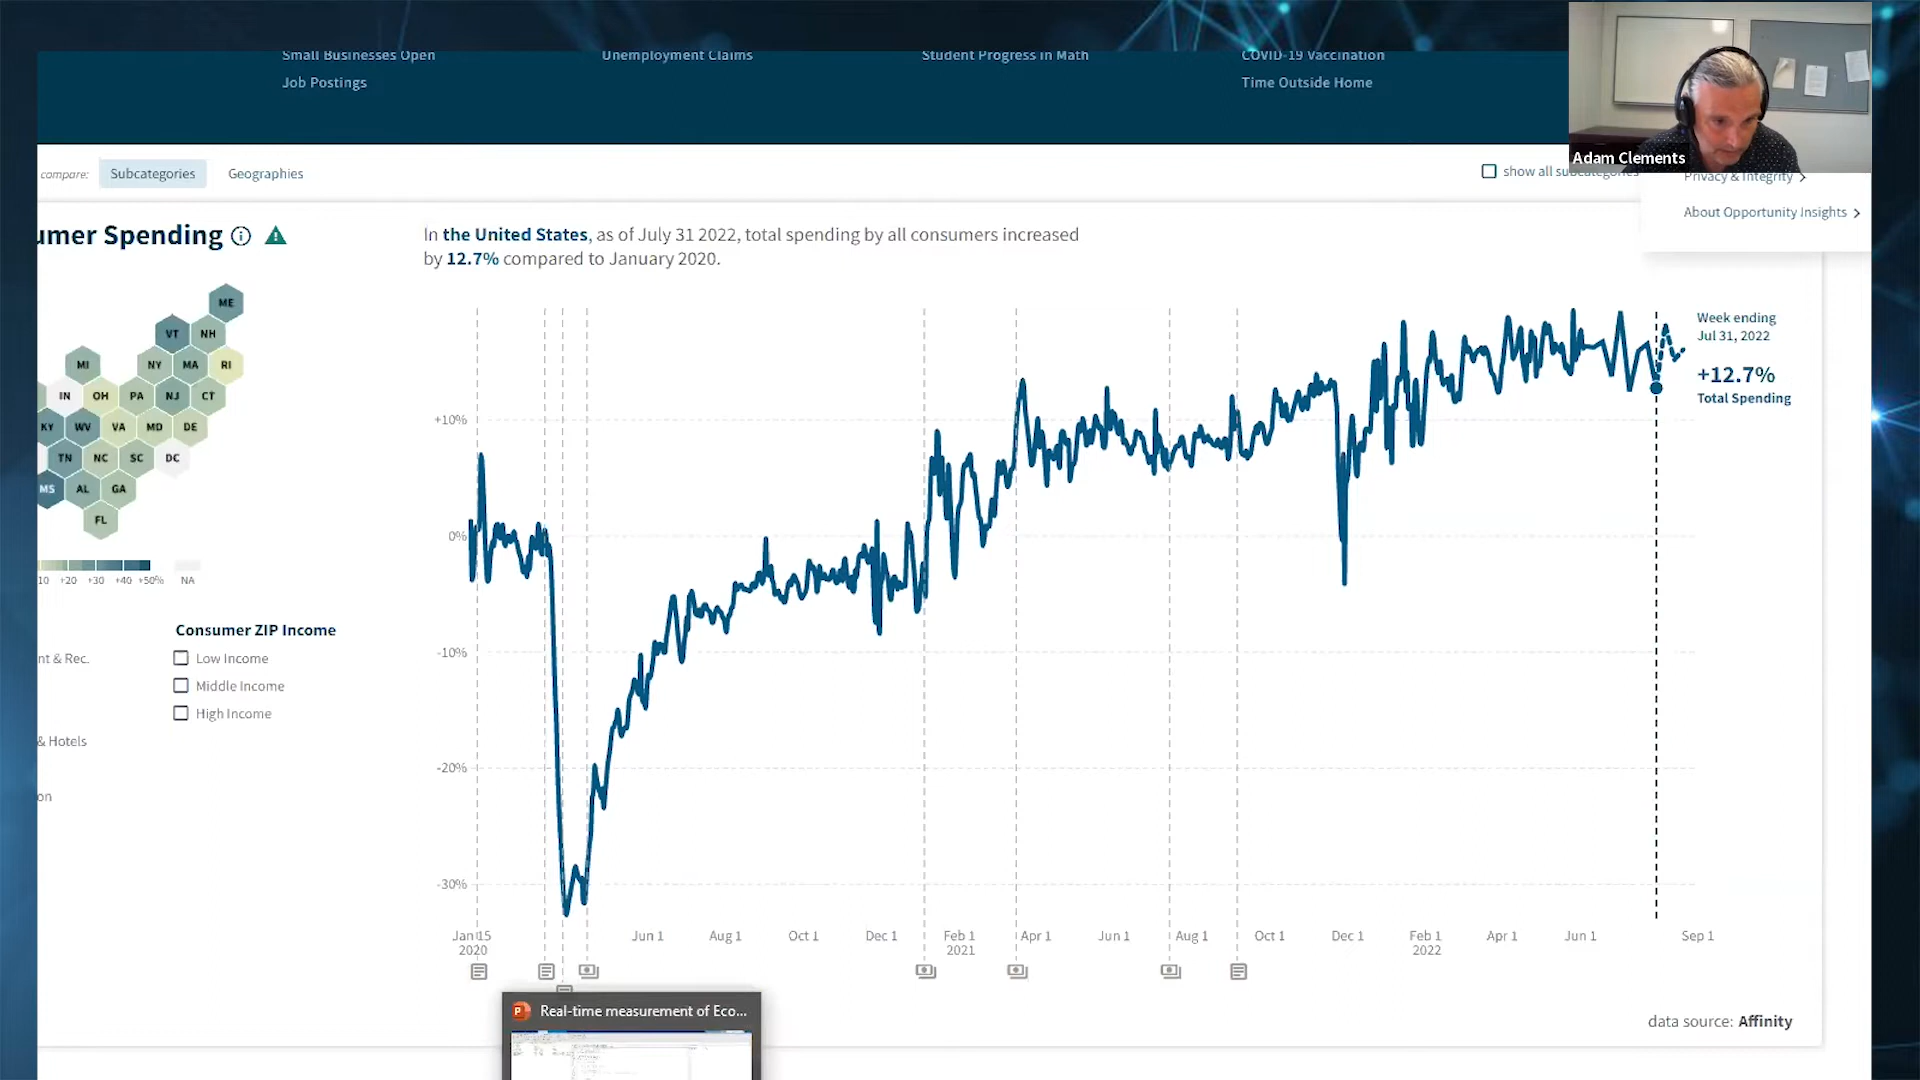 Small Businesses Open
Unemployment Claims
Student Progress in Math
COVID-19 Vaccination
Job Postings
Time Outside Home
Adam Clements
compare:
Subcategories
Geographies
show all subcategories
Privacy & Integrity
About Opportunity Insights
umer Spending
In the United States, as of July 31 2022, total spending by all consumers increased
by 12.7% compared to January 2020.
ME
VT NH
MI NY MA RI
IN OH PA NJ CT
KY WV VA MD DE
TN NC SC DC
MS AL GA
FL
10 +20 +30 +40 +50% NA
Consumer ZIP Income
nt & Rec.
Low Income
Middle Income
High Income
& Hotels
on
Week ending
Jul 31, 2022
+12.7%
Total Spending
+10%
0%
-10%
-20%
-30%
Jan 15 Jun 1 Aug 1 Oct 1 Dec 1 Feb 1 Apr 1 Jun 1 Aug 1 Oct 1 Dec 1 Feb 1 Apr 1 Jun 1 Sep 1
2020 2021 2022
Real-time measurement of Eco...
data source: Affinity